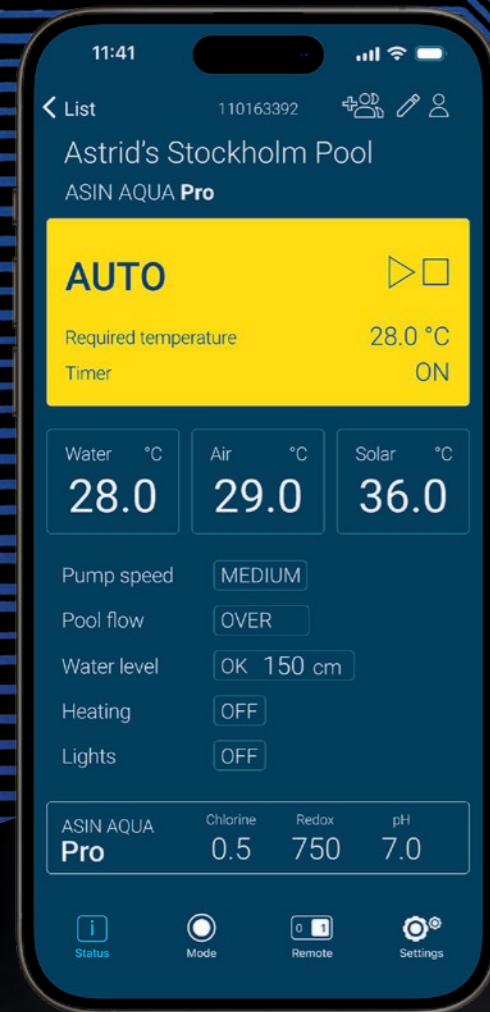 11:41
List 110163392
Astrid's Stockholm Pool
ASIN AQUA Pro
AUTO
Required temperature 28.0 °C
Timer ON
Water °C Air °C Solar °C
28.0 29.0 36.0
Pump speed MEDIUM
Pool flow OVER
Water level OK 150 cm
Heating OFF
Lights OFF
ASIN AQUA Chlorine Redox pH
Pro 0.5 750 7.0
i 0 1
Status Mode Remote Settings